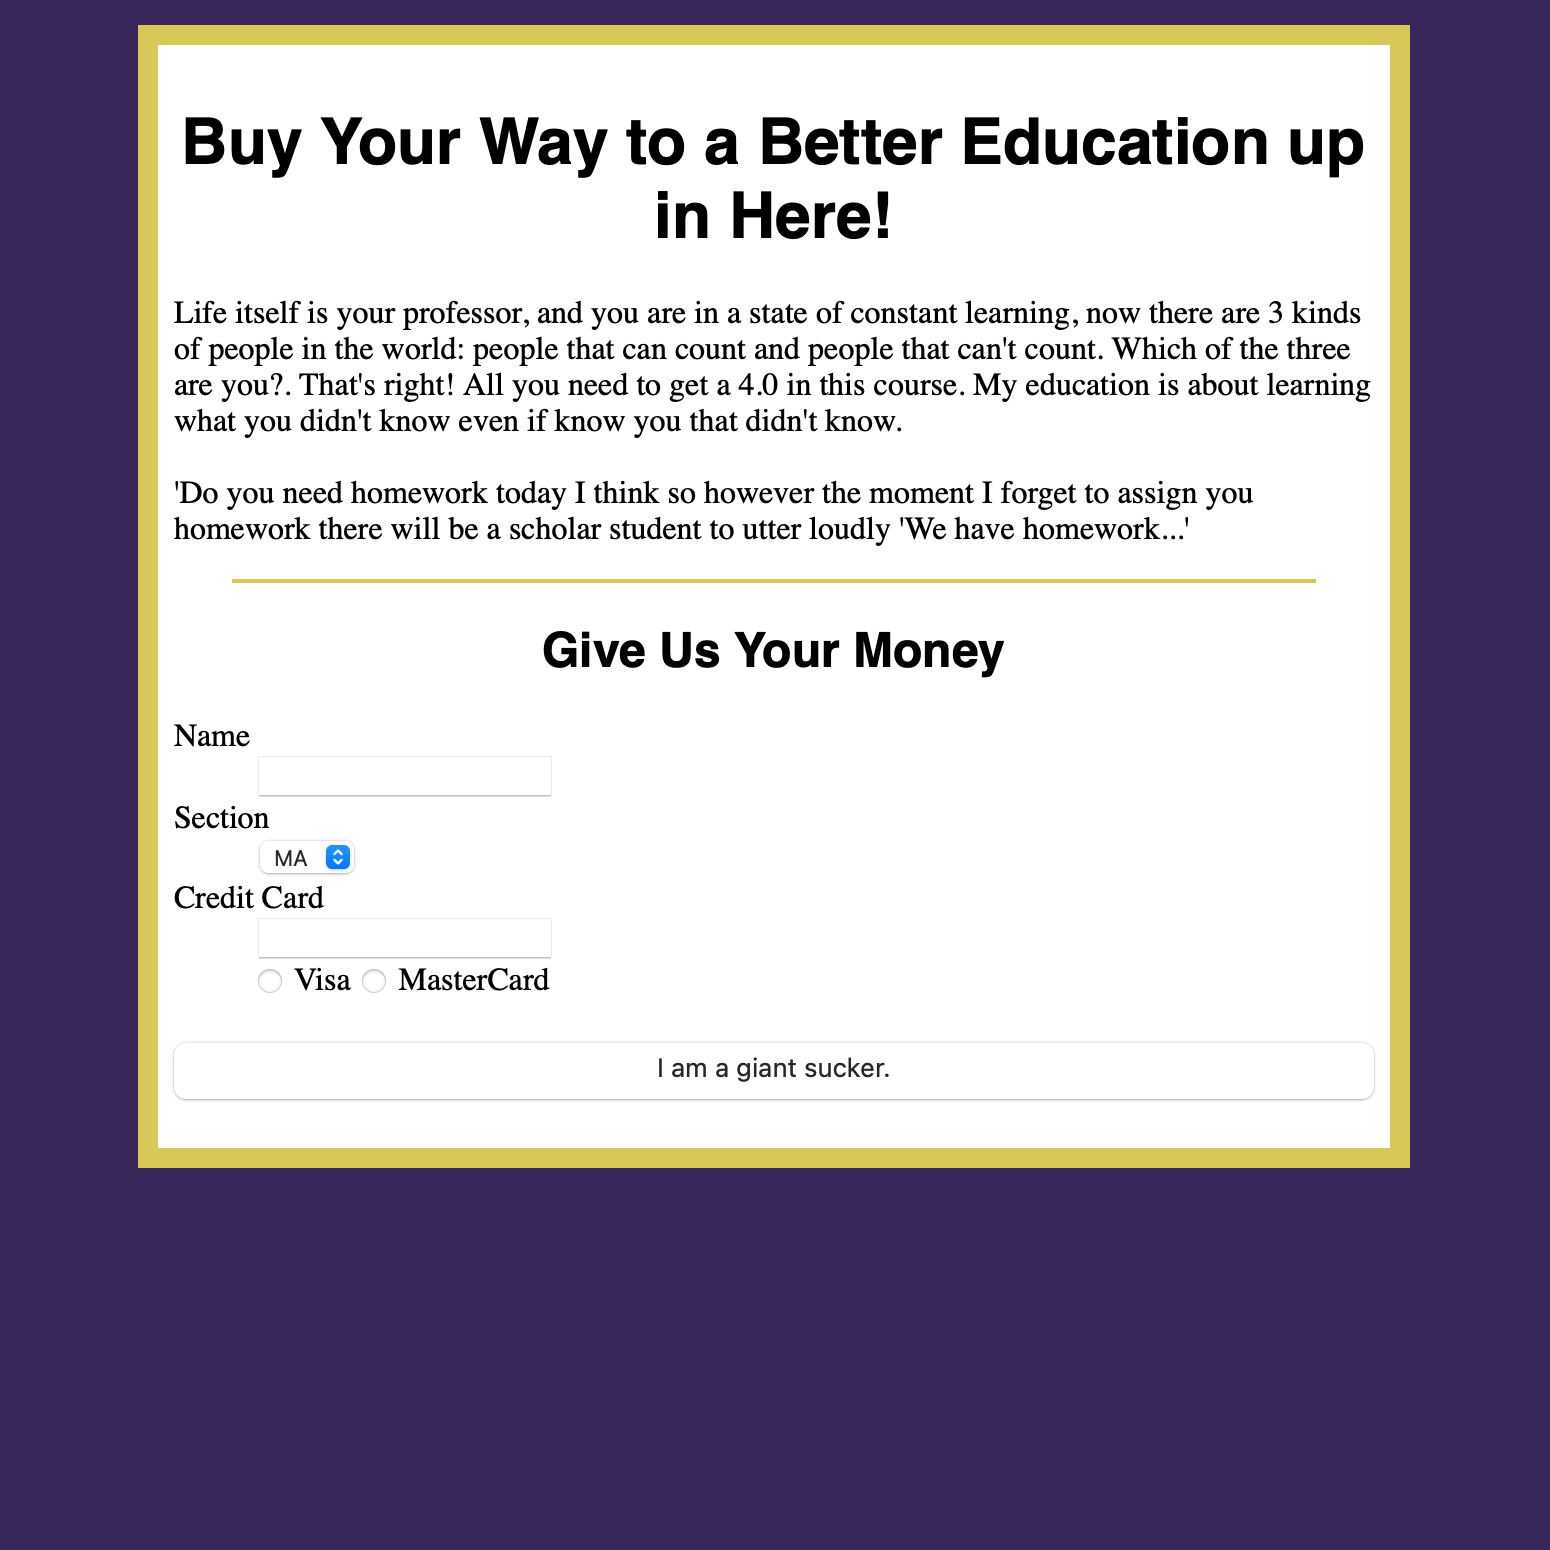 Buy Your Way to a Better Education up
in Here!
Life itself is your professor, and you are in a state of constant learning, now there are 3 kinds
of people in the world: people that can count and people that can't count. Which of the three
are you?. That's right! All you need to get a 4.0 in this course. My education is about learning
what you didn't know even if know you that didn't know.
'Do you need homework today I think so however the moment I forget to assign you
homework there will be a scholar student to utter loudly 'We have homework...'
Give Us Your Money
Name
Section
MA
Credit Card
Visa MasterCard
I am a giant sucker.